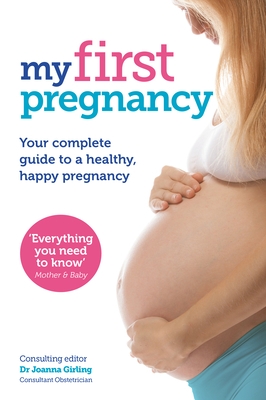 my first
pregnancy
Your complete
guide to a healthy,
happy pregnancy
'Everything
you need
to know'
Mother & Baby
Consulting editor
Dr Joanna Girling
Consultant Obstetrician